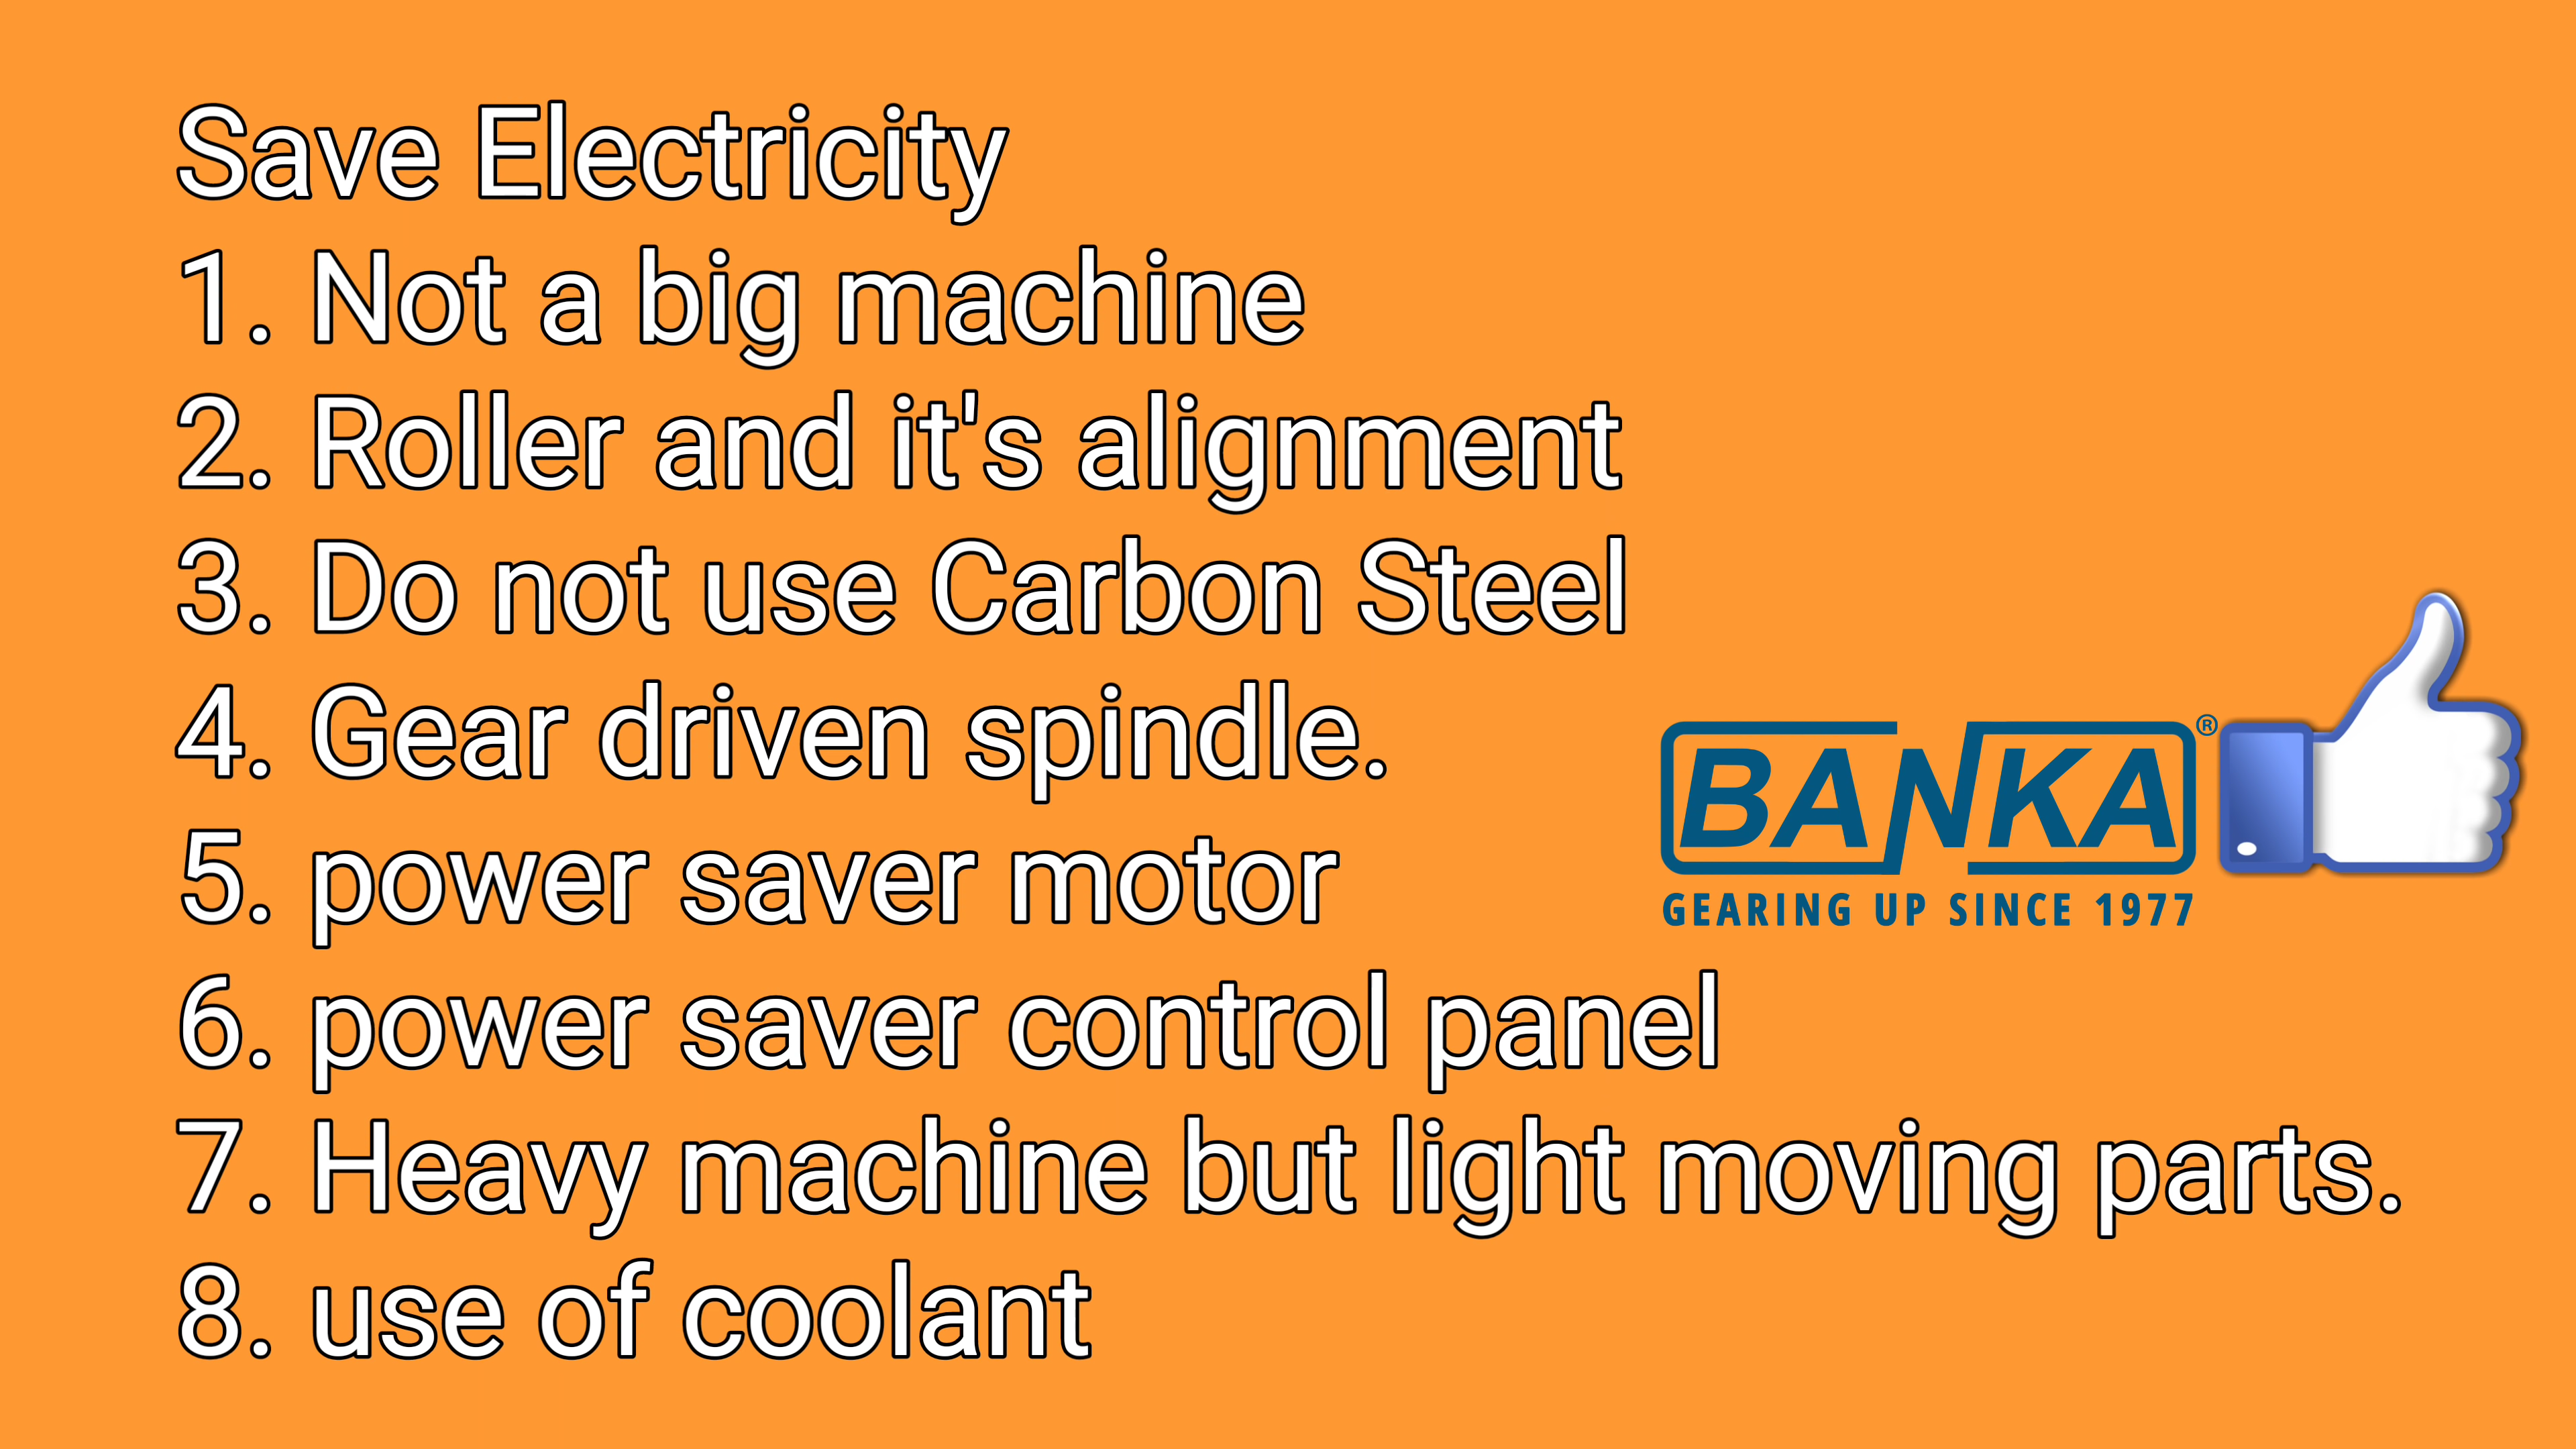 Save Electricity
1. Not a big machine
2. Roller and it's alignment
3. Do not use Carbon Steel
4. Gear driven spindle.
5. power saver motor
6. power saver control panel
7. Heavy machine but light moving parts.
8. use of coolant
BANKA®
GEARING UP SINCE 1977